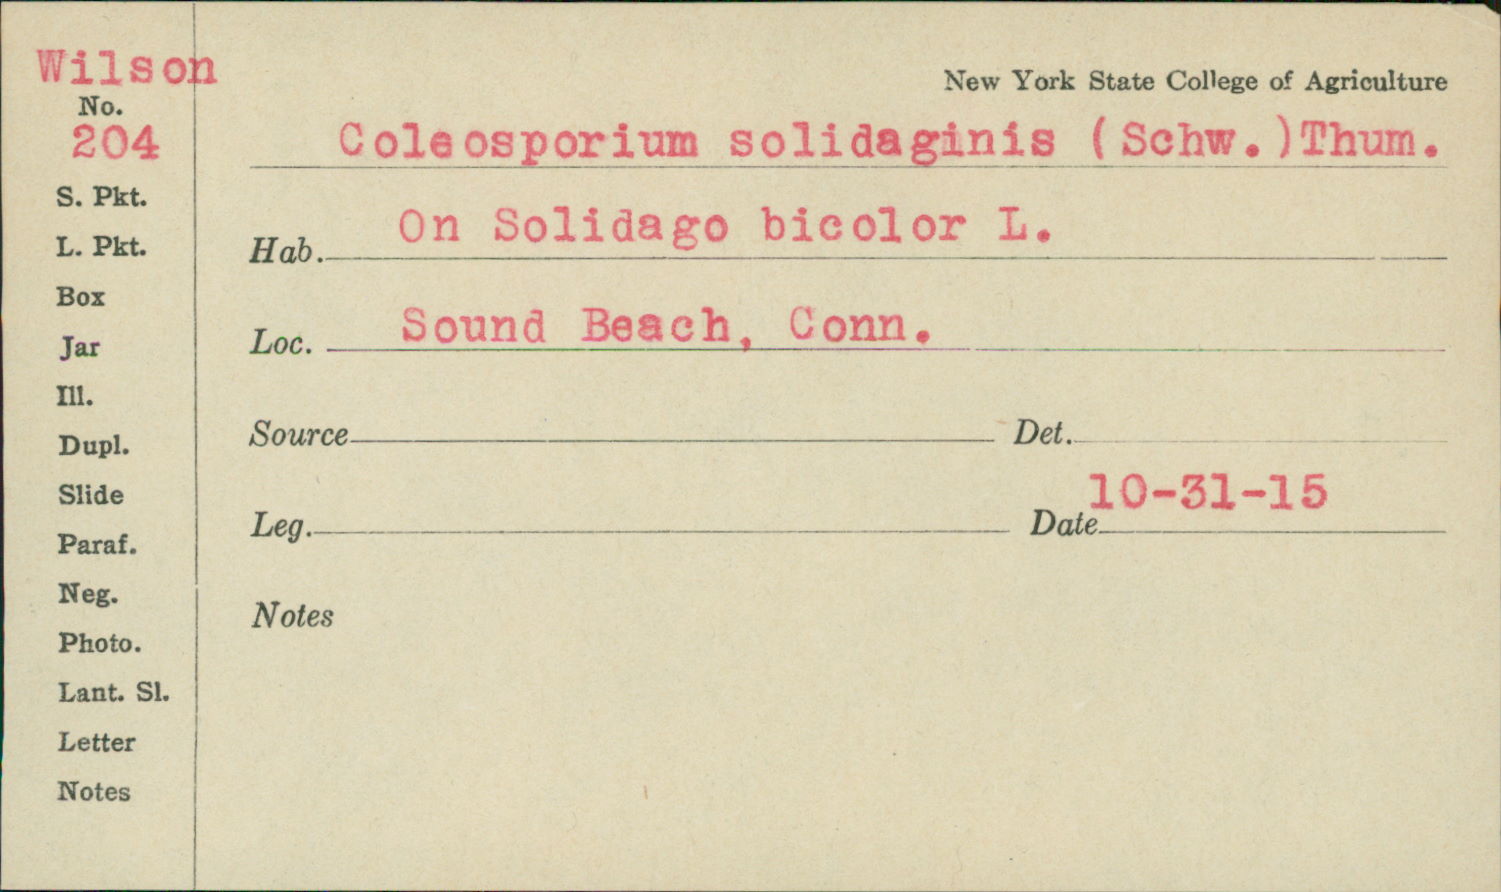 Wilson
No.
204
S. Pkt.
L. Pkt.
Box
Jar
Ill.
Dupl.
Slide
Paraf.
Neg.
Photo.
Lant. Sl.
Letter
Notes
New York State College of Agriculture
Coleosporium solidaginis (Schw.)Thum.
Hab. On Solidago bicolor L.
Loc. Sound Beach, Conn.
Source Det.
Leg. Date 10-31-15
Notes